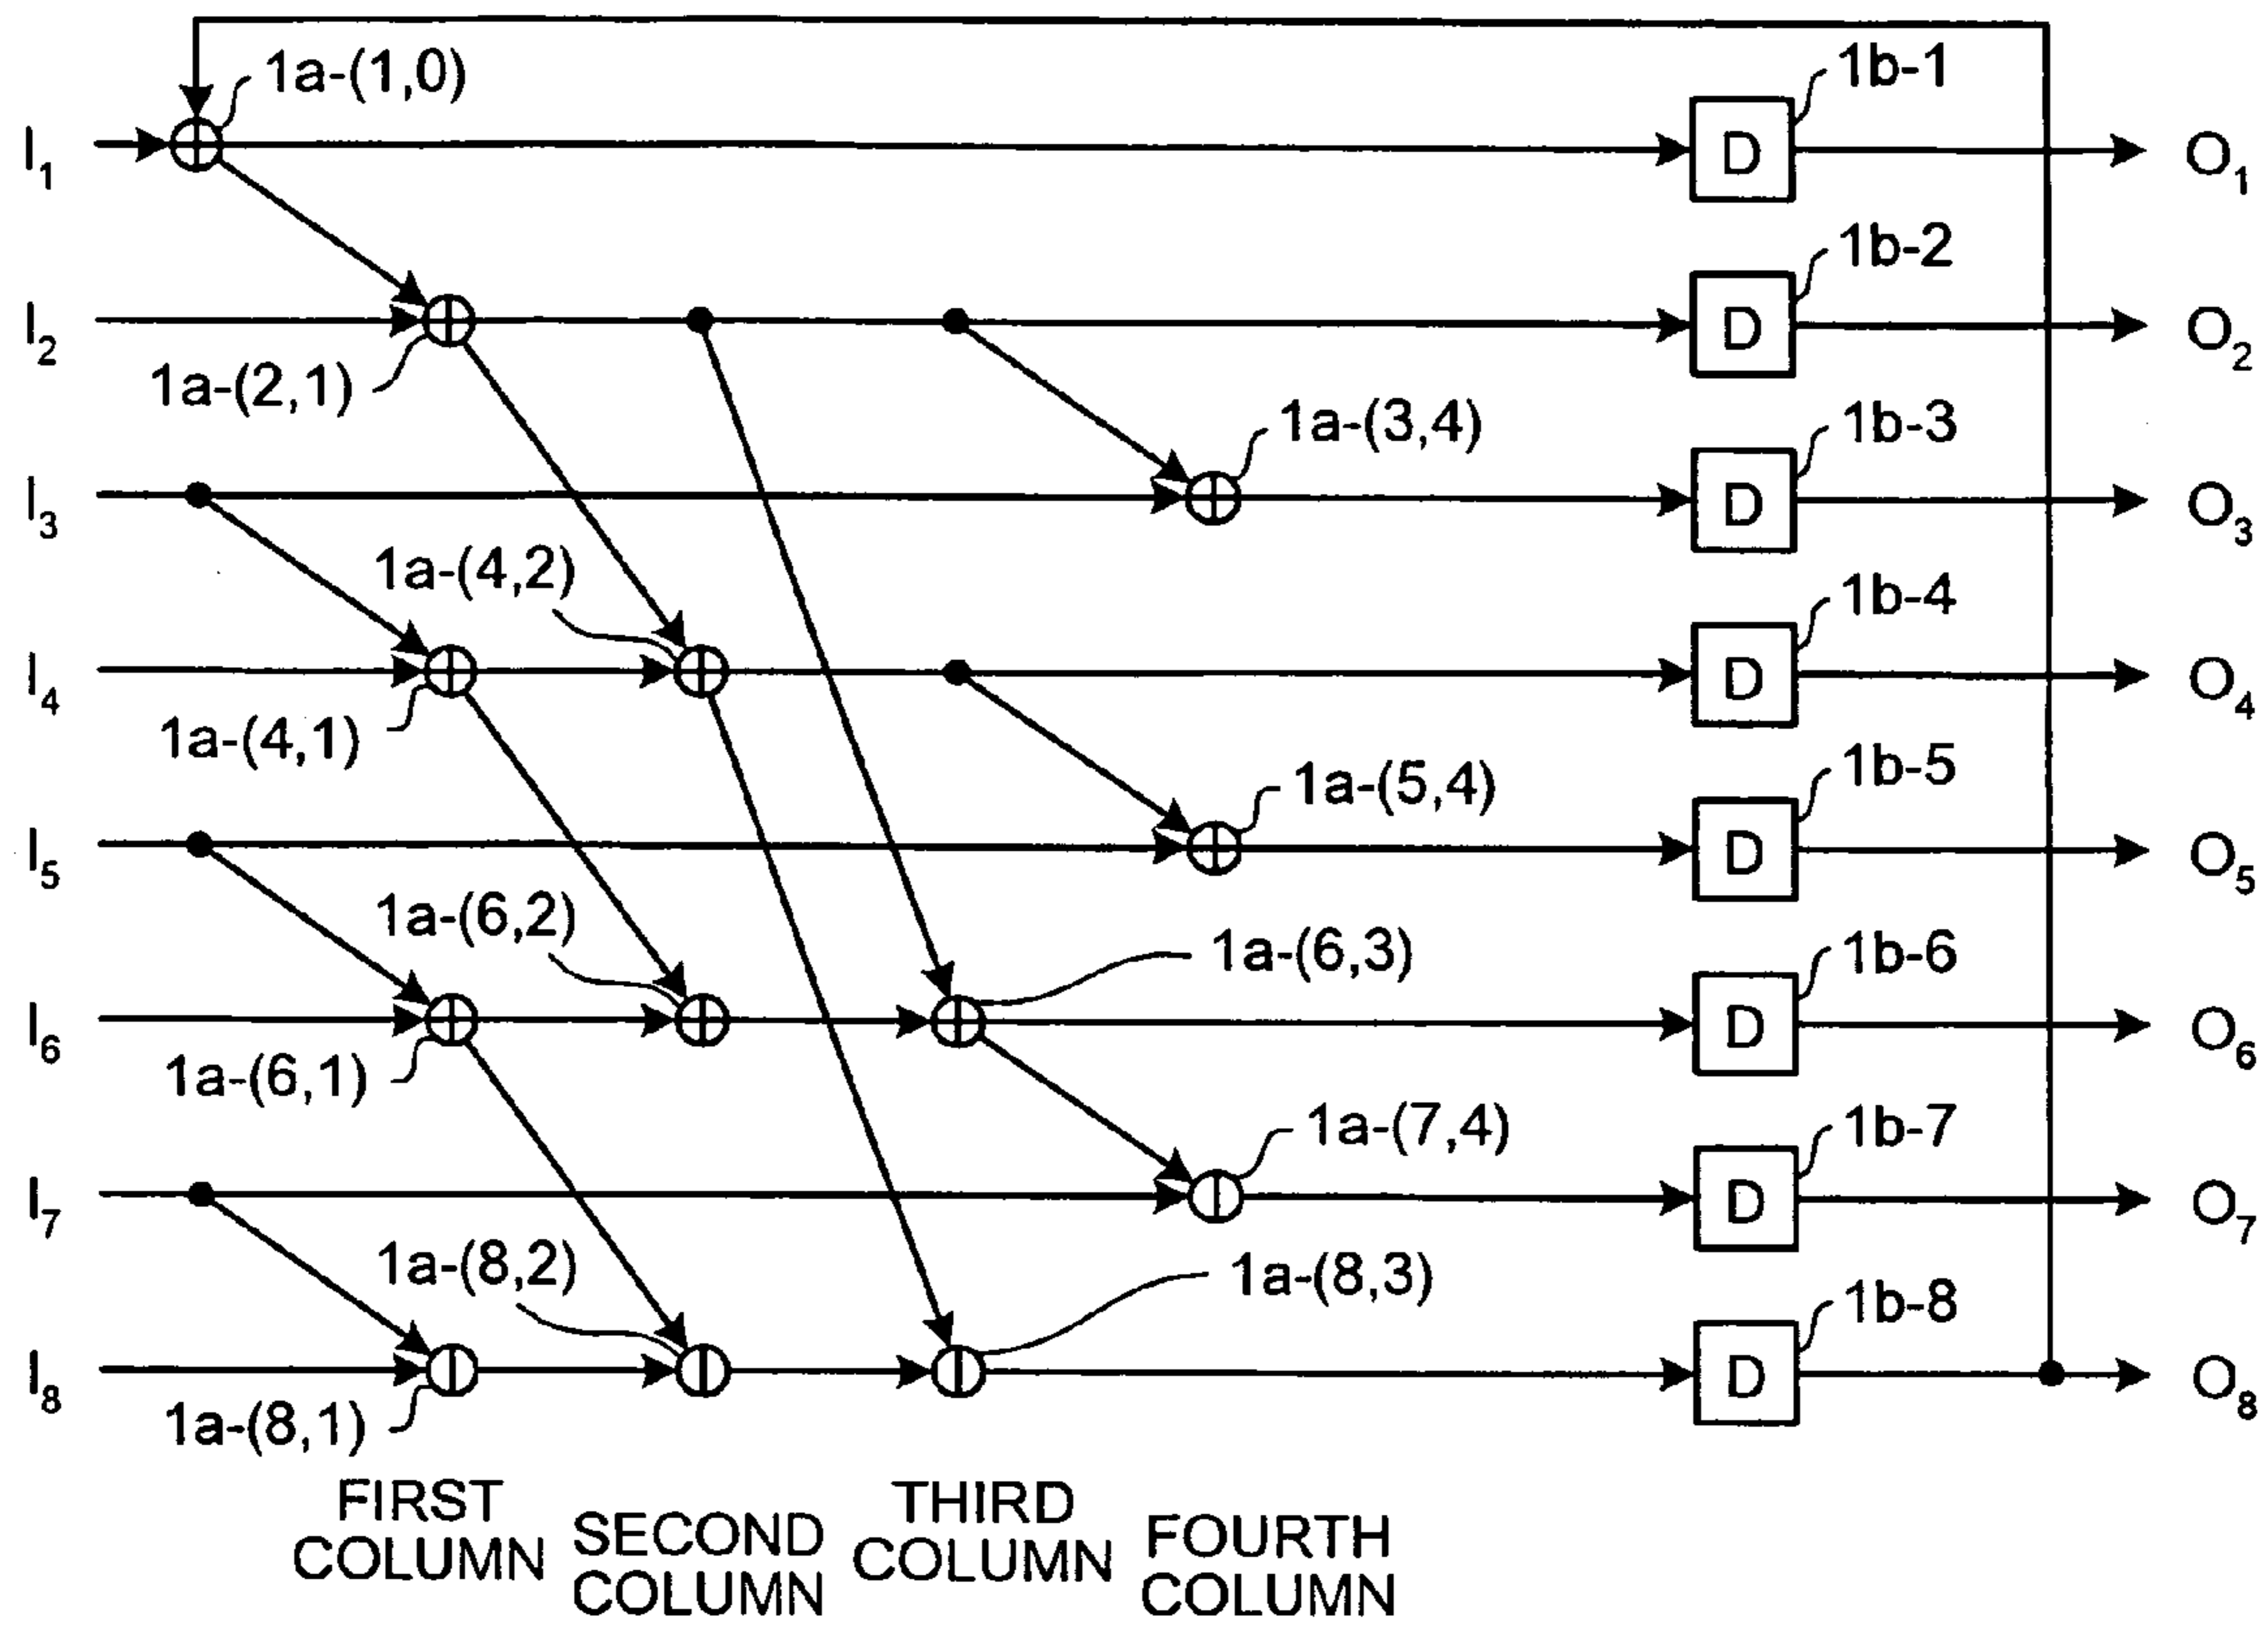 1a-(1,0)
1b-1
I1
O1
1b-2
I2
O2
1a-(2,1)
1a-(3,4)
1b-3
I3
O3
1a-(4,2)
1b-4
I4
O4
1a-(4,1)
1a-(5,4)
1b-5
I5
O5
1a-(6,2)
1a-(6,3)
1b-6
I6
O6
1a-(6,1)
1a-(7,4)
1b-7
I7
O7
1a-(8,2)
1a-(8,3)
1b-8
I8
O8
1a-(8,1)
D
D
D
D
D
D
D
D
FIRST
COLUMN
SECOND
COLUMN
THIRD
COLUMN
FOURTH
COLUMN